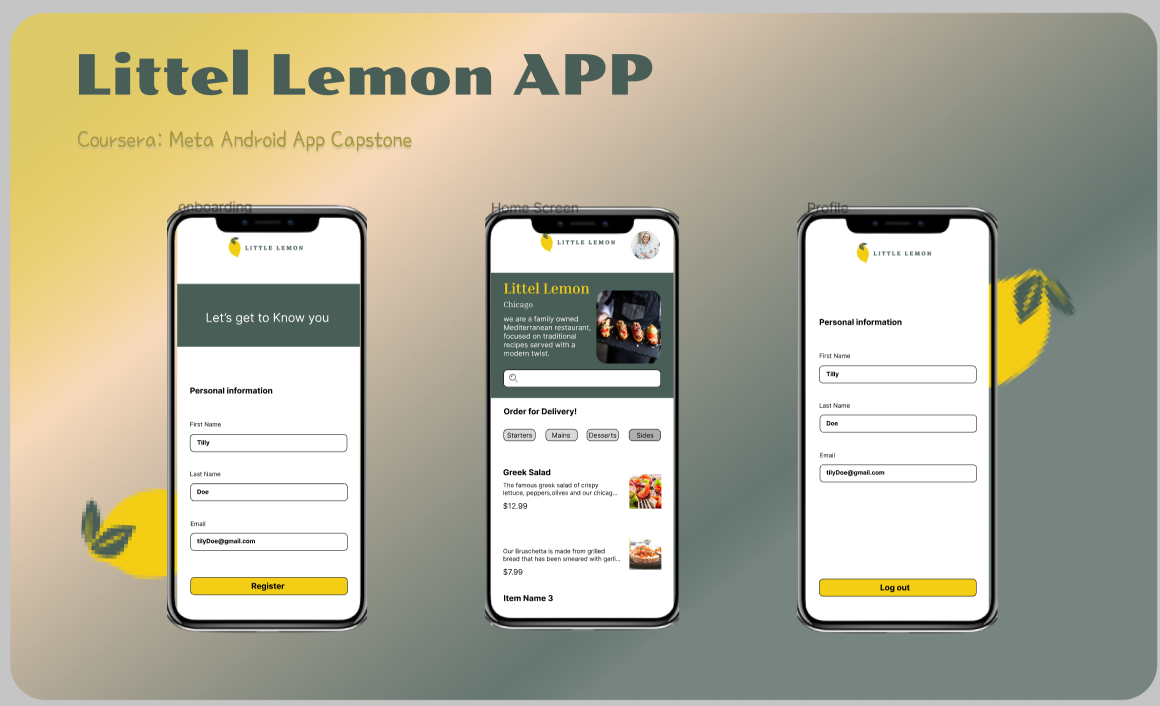 Littel Lemon APP
Coursera: Meta Android App Capstone
onboarding
LITTLE LEMON
Let's get to Know you
Personal information
First Name
Tilly
Last Name
Doe
Email
tilyDoe@gmail.com
Register
Home Screen
LITTLE LEMON
Littel Lemon
Chicago
we are a family owned
Mediterranean restaurant,
focused on traditional
recipes served with a
modern twist.
Order for Delivery!
Starters Mains Desserts Sides
Greek Salad
The famous greek salad of crispy
lettuce, peppers,olives and our chicag...
$12.99
Our Bruschetta is made from grilled
bread that has been smeared with garli...
$7.99
Item Name 3
Profile
LITTLE LEMON
Personal information
First Name
Tilly
Last Name
Doe
Email
tilyDoe@gmail.com
Log out